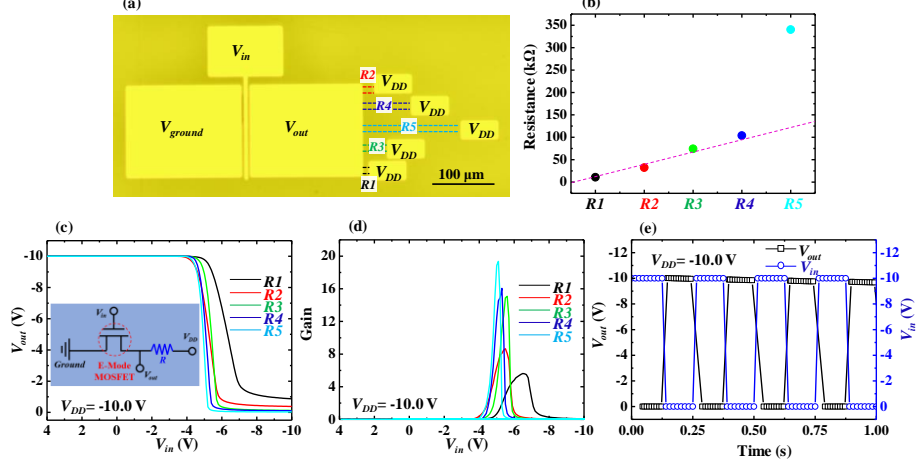 (a)
V_in
V_ground
V_out
R2
V_DD
R4
V_DD
R5
V_DD
R3
V_DD
R1
V_DD
100 μm
(b)
Resistance (kΩ)
350
300
250
200
150
100
50
0
R1 R2 R3 R4 R5
(c)
V_out (V)
-10
-8
-6
-4
-2
0
R1
R2
R3
R4
R5
V_in
V_DD
R
Ground
E-Mode
MOSFET
V_out
V_DD= -10.0 V
4 2 0 -2 -4 -6 -8 -10
V_in (V)
(d)
Gain
20
15
10
5
0
R1
R2
R3
R4
R5
V_DD= -10.0 V
4 2 0 -2 -4 -6 -8 -10
V_in (V)
(e)
V_DD= -10.0 V
V_out
V_in
V_out (V)
-12
-10
-8
-6
-4
-2
0
V_in (V)
-12
-10
-8
-6
-4
-2
0
0.00 0.25 0.50 0.75 1.00
Time (s)